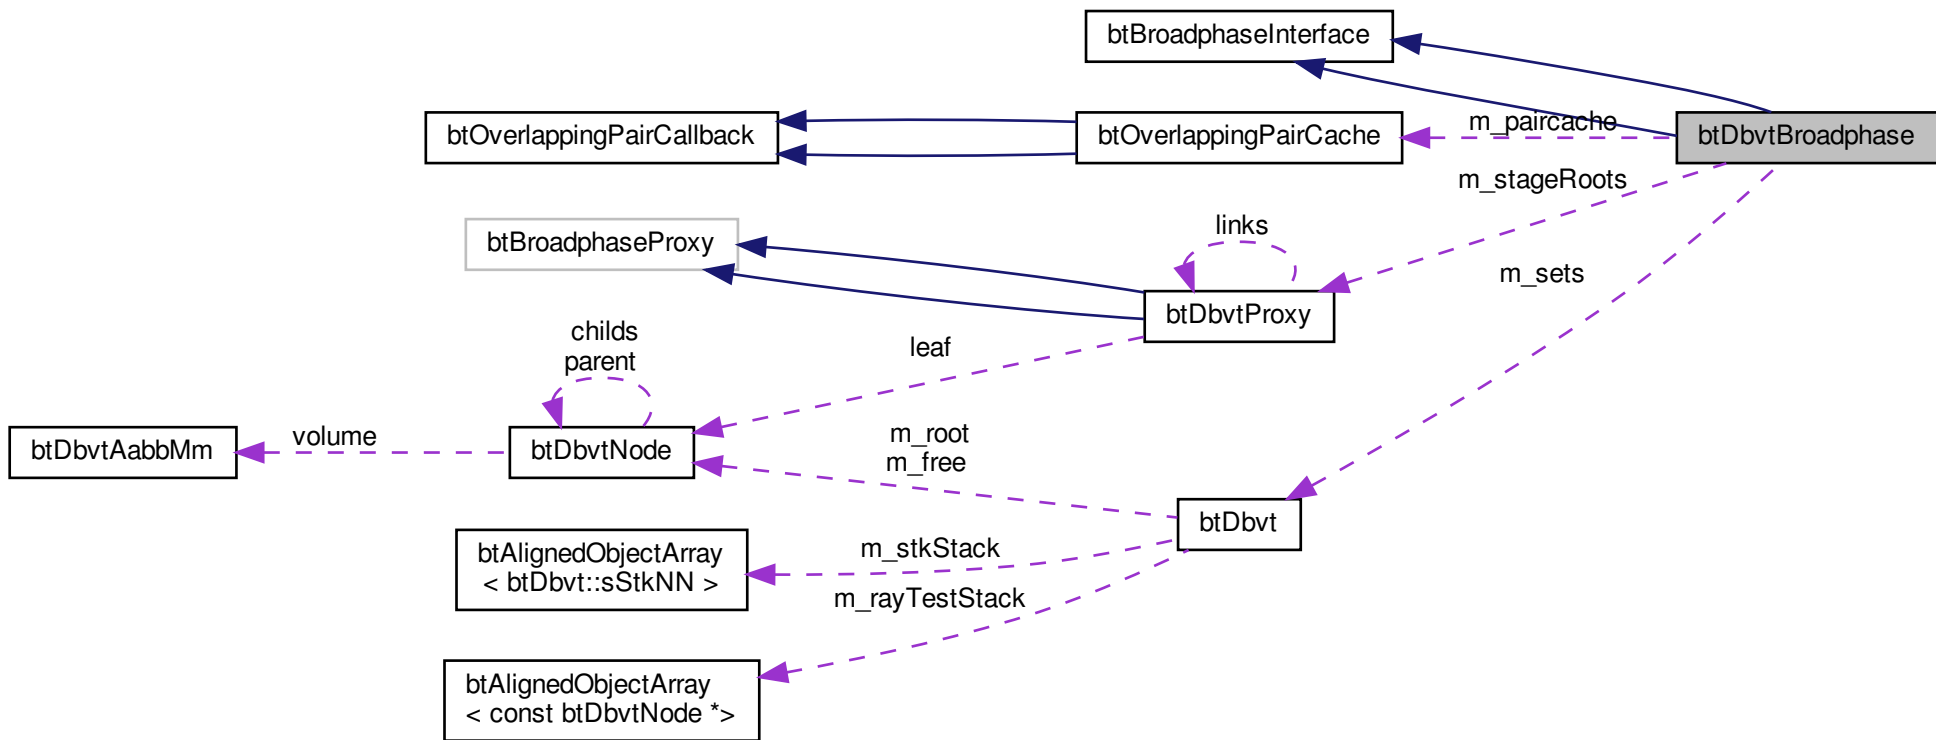 btBroadphaseInterface
btOverlappingPairCallback
btOverlappingPairCache
m_paircache
btDbvtBroadphase
m_stageRoots
btBroadphaseProxy
links
m_sets
btDbvtProxy
childs
parent
leaf
btDbvtAabbMm
volume
btDbvtNode
m_root
m_free
btDbvt
btAlignedObjectArray
< btDbvt::sStkNN >
m_stkStack
m_rayTestStack
btAlignedObjectArray
< const btDbvtNode *>